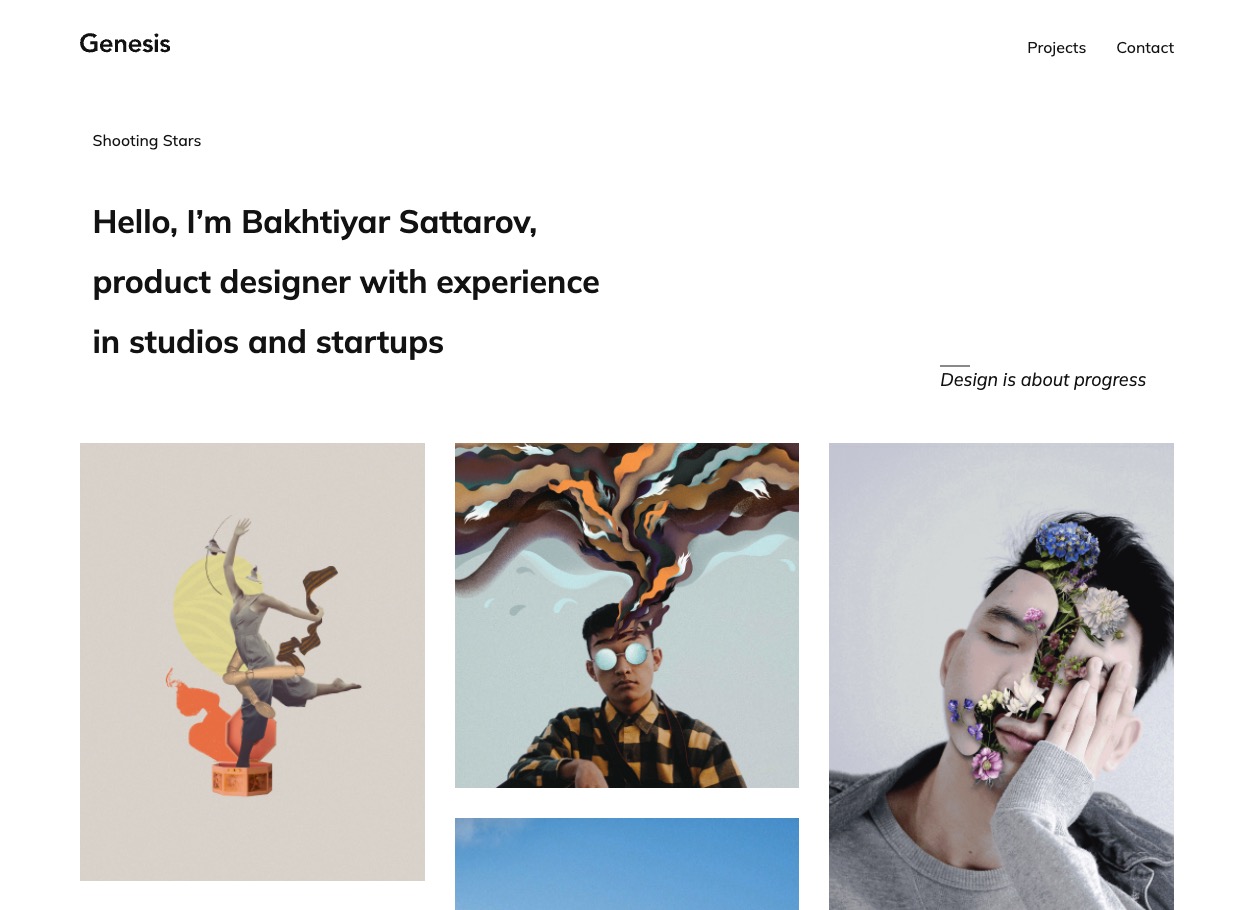 Genesis
Projects
Contact
Shooting Stars
Hello, I’m Bakhtiyar Sattarov,
product designer with experience
in studios and startups
Design is about progress